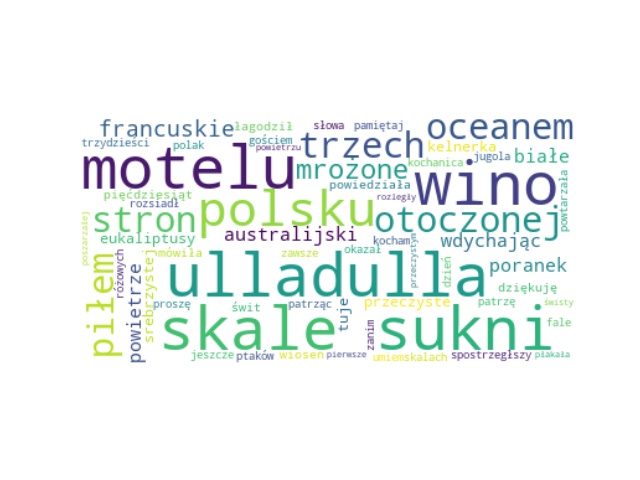 francuskie łagodził słowa pamiętaj oceanem
trzydzieści polak gościem powietrzu trzech kelnerka
motelu mrożone kochanica jugola białe
powiedziała wino
pięćdziesiąt rozsiadł polsku rozległy powtarzała
stron otoczonej
poszarzałej eukaliptusy australijski kocham wdychając
mówiła zawsze okazał przeczystym
piłem różowych powietrze srebrzystej ulladulla dzień poranek
dziękuję
proszę świt patrząc tuje przeczyste patrzę świsty
skale zanim sukni fale
jeszcze ptaków wiosen pierwsze umiem skalach spostrzegłszy płakała